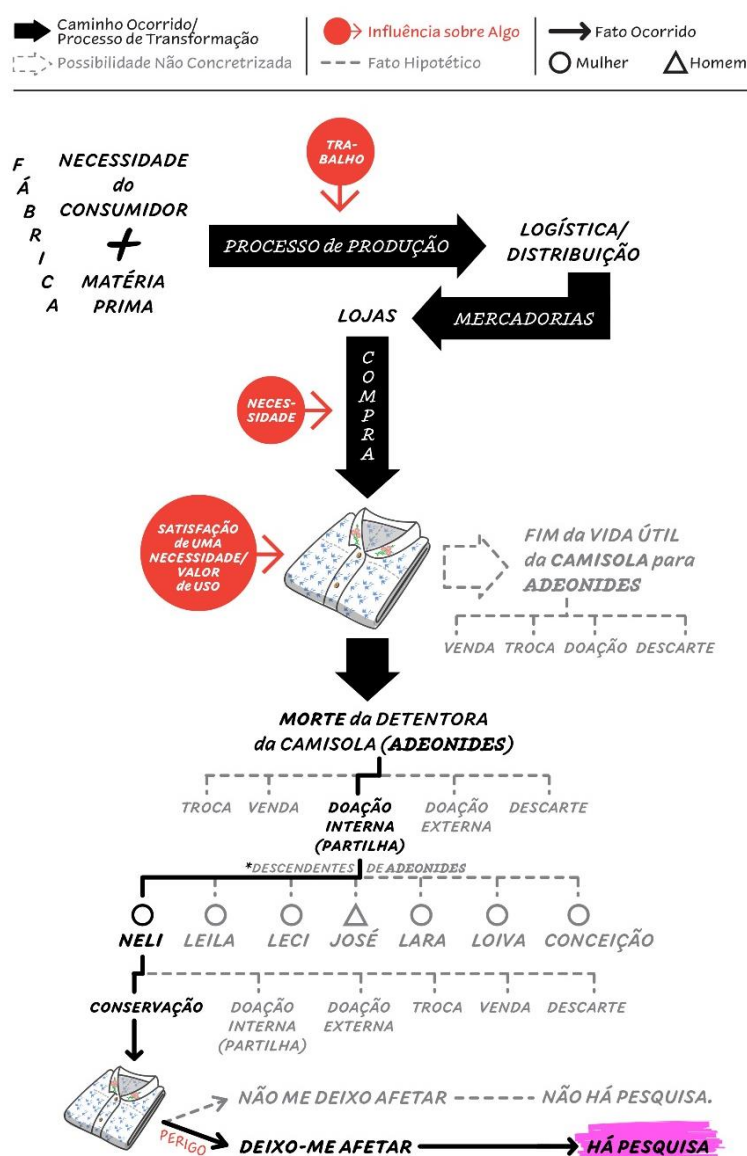 Caminho Ocorrido/
Processo de Transformação
Possibilidade Não Concretrizada
Influência sobre Algo
Fato Hipotético
Fato Ocorrido
Mulher
Homem
FÁBRICA
NECESSIDADE
do
CONSUMIDOR
+
MATÉRIA
PRIMA
TRA-
BALHO
PROCESSO de PRODUÇÃO
LOGÍSTICA/
DISTRIBUIÇÃO
MERCADORIAS
LOJAS
COMPRA
NECES-
SIDADE
SATISFAÇÃO
de UMA
NECESSIDADE/
VALOR
de USO
FIM da VIDA ÚTIL
da CAMISOLA para
ADEONIDES
VENDA TROCA DOAÇÃO DESCARTE
MORTE da DETENTORA
da CAMISOLA (ADEONIDES)
TROCA
VENDA
DOAÇÃO
INTERNA
(PARTILHA)
DOAÇÃO
EXTERNA
DESCARTE
*DESCENDENTES DE ADEONIDES
NELI LEILA LECI JOSÉ LARA LOIVA CONCEIÇÃO
CONSERVAÇÃO
DOAÇÃO
INTERNA
(PARTILHA)
DOAÇÃO
EXTERNA
TROCA
VENDA
DESCARTE
NÃO ME DEIXO AFETAR
NÃO HÁ PESQUISA.
PERIGO
DEIXO-ME AFETAR
HÁ PESQUISA